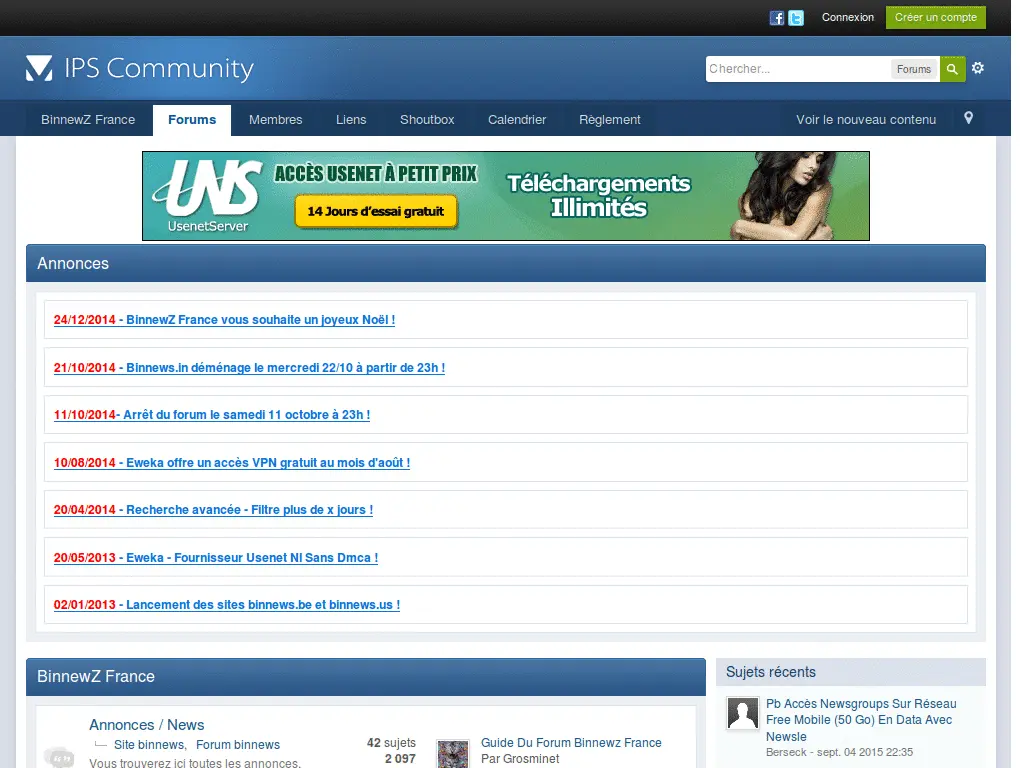 Connexion
Créer un compte
IPS Community
Chercher...
Forums
BinnewZ France
Forums
Membres
Liens
Shoutbox
Calendrier
Règlement
Voir le nouveau contenu
UNS
UsenetServer
ACCÈS USENET À PETIT PRIX
14 Jours d'essai gratuit
Téléchargements
Illimités
Annonces
24/12/2014 - BinnewZ France vous souhaite un joyeux Noël !
21/10/2014 - Binnews.in déménage le mercredi 22/10 à partir de 23h !
11/10/2014- Arrêt du forum le samedi 11 octobre à 23h !
10/08/2014 - Eweka offre un accès VPN gratuit au mois d'août !
20/04/2014 - Recherche avancée - Filtre plus de x jours !
20/05/2013 - Eweka - Fournisseur Usenet Nl Sans Dmca !
02/01/2013 - Lancement des sites binnews.be et binnews.us !
BinnewZ France
Annonces / News
Site binnews, Forum binnews
Vous trouverez ici toutes les annonces,
42 sujets
2 097
Guide Du Forum Binnewz France
Par Grosminet
Sujets récents
Pb Accès Newsgroups Sur Réseau
Free Mobile (50 Go) En Data Avec
Newsle
Berseck - sept. 04 2015 22:35